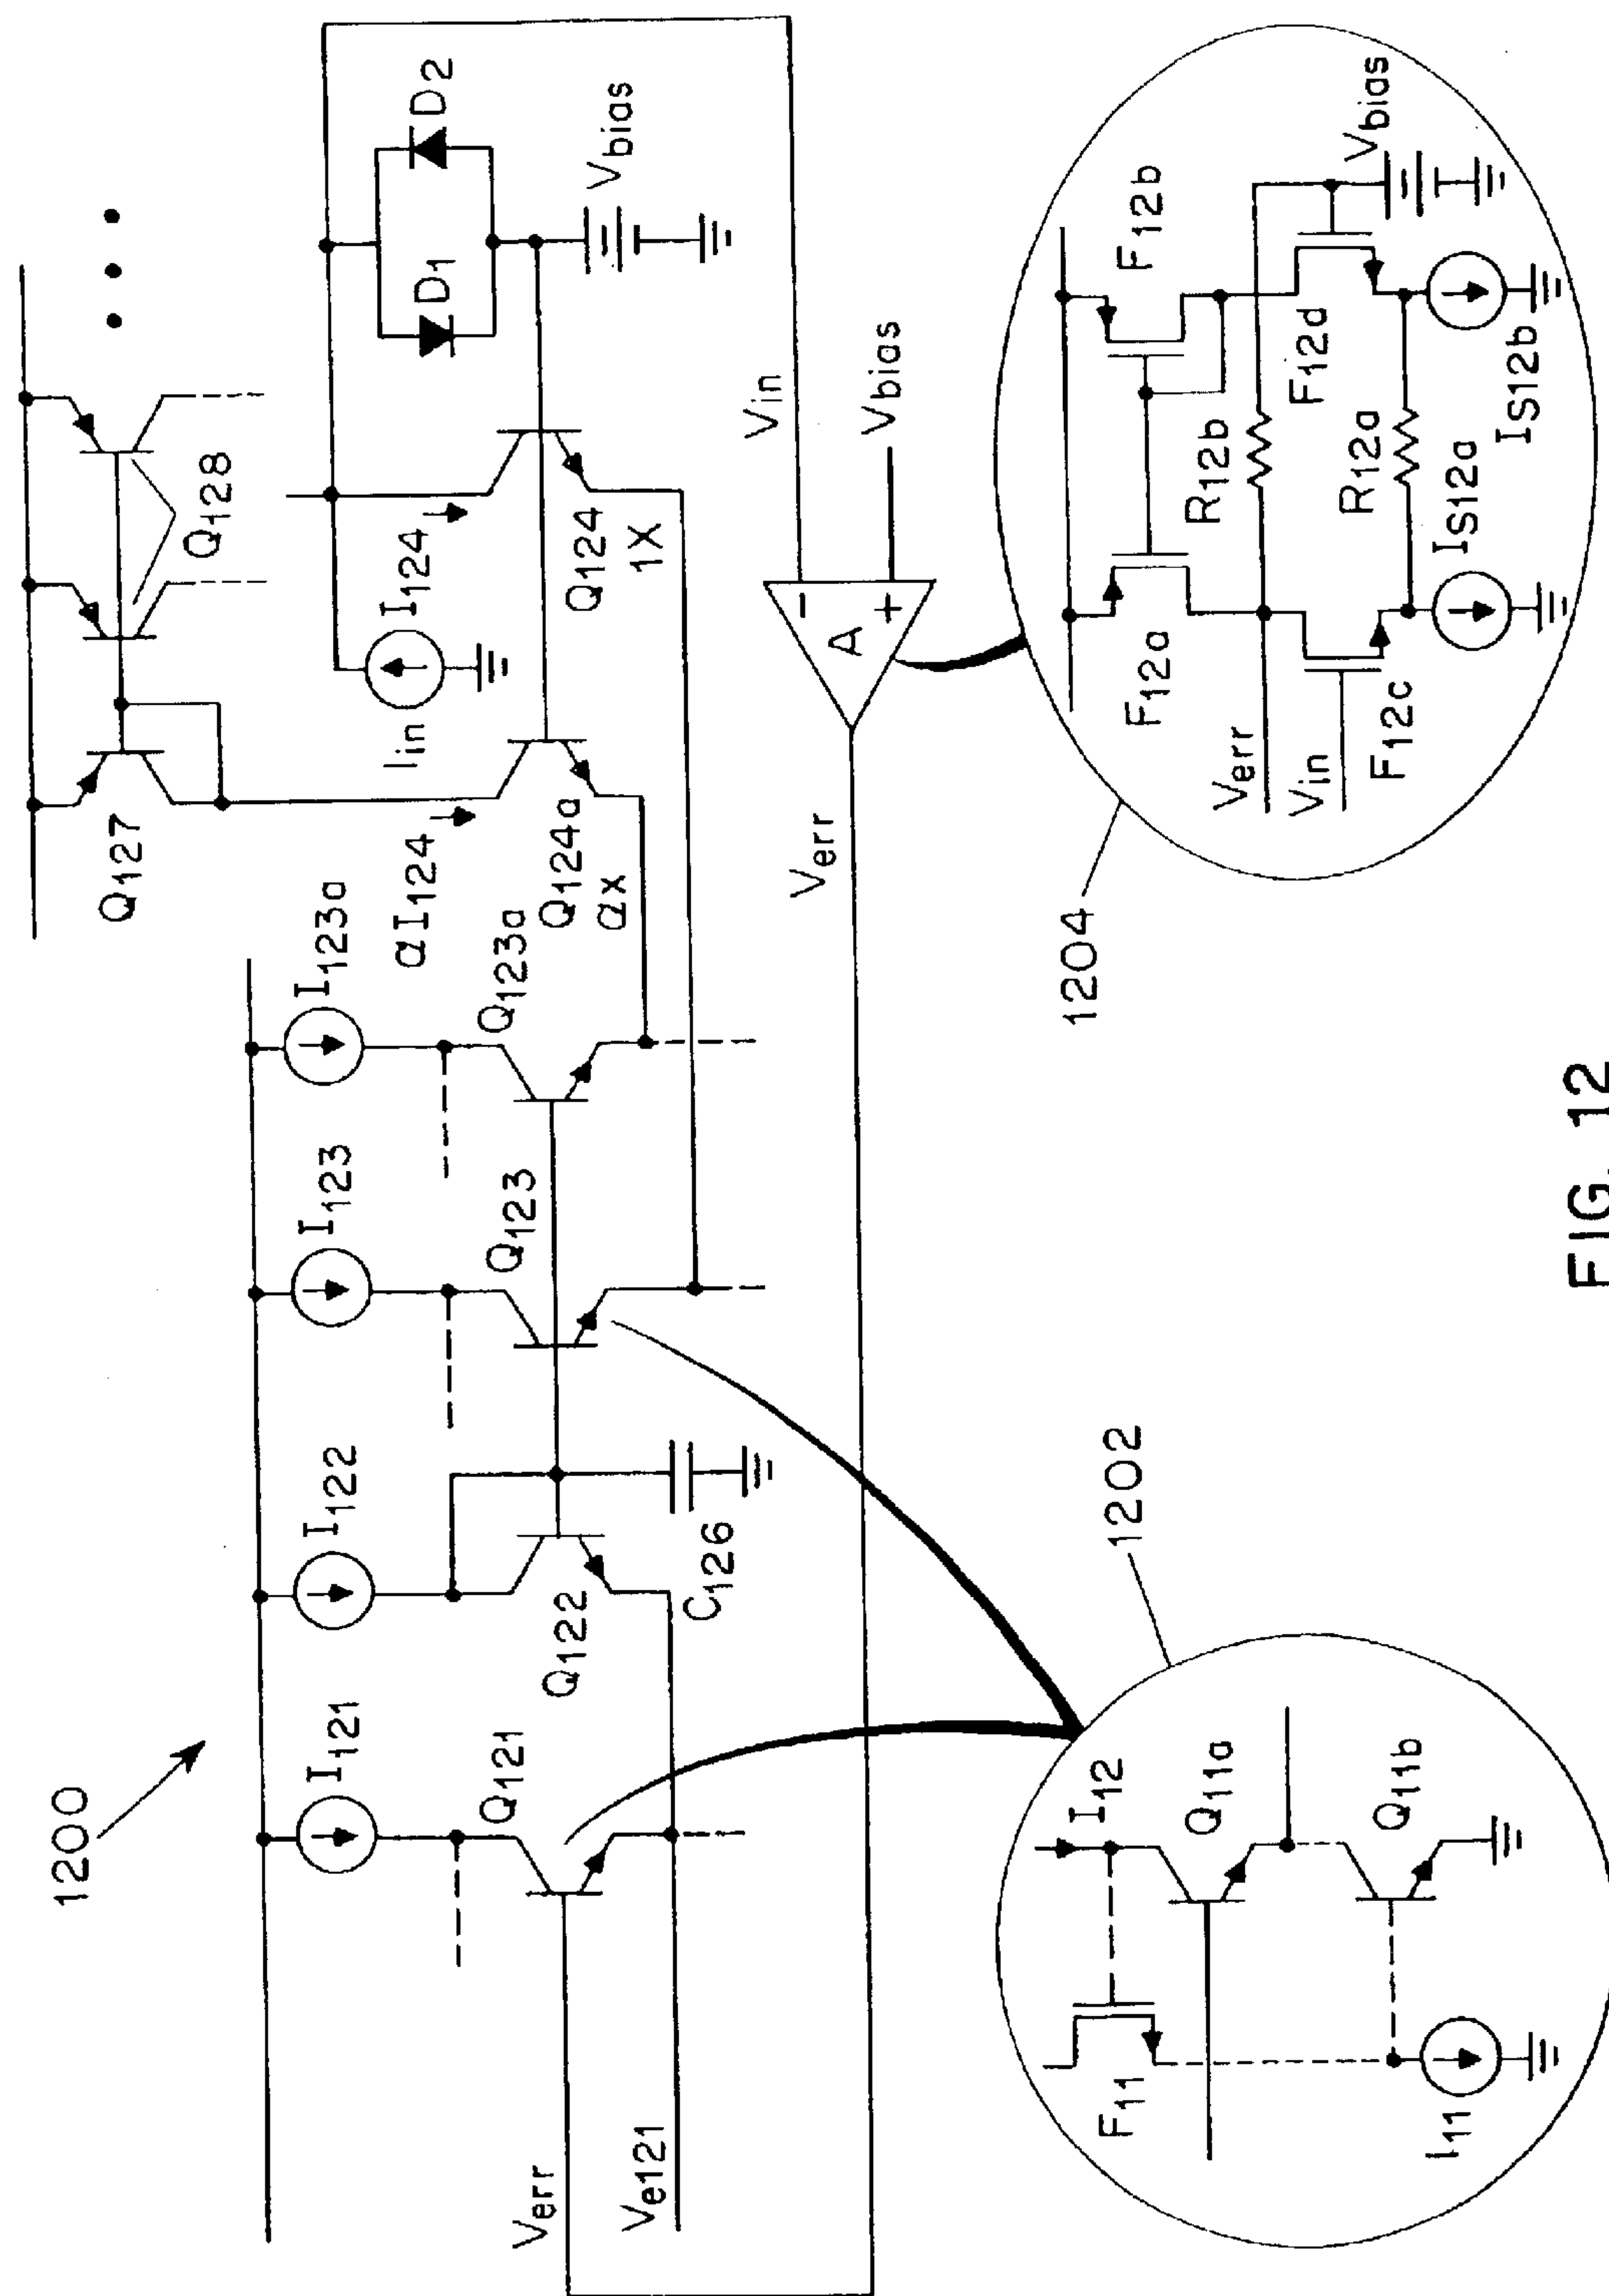 1200
I121
I122
I123
I123a
Q127
Q128
αI124
Iin
I124
D1
D2
Vbias
Q121
Q122
C126
Q123
Q123a
Q124a
αx
Q124
1X
Verr
Ve121
Verr
Vin
A
-
+
Vbias
1202
I12
F11
Q11a
Q11b
I11
1204
F12a
F12b
Verr
Vin
R12b
F12c
F12d
Vbias
R12a
IS12a
IS12b
FIG. 12